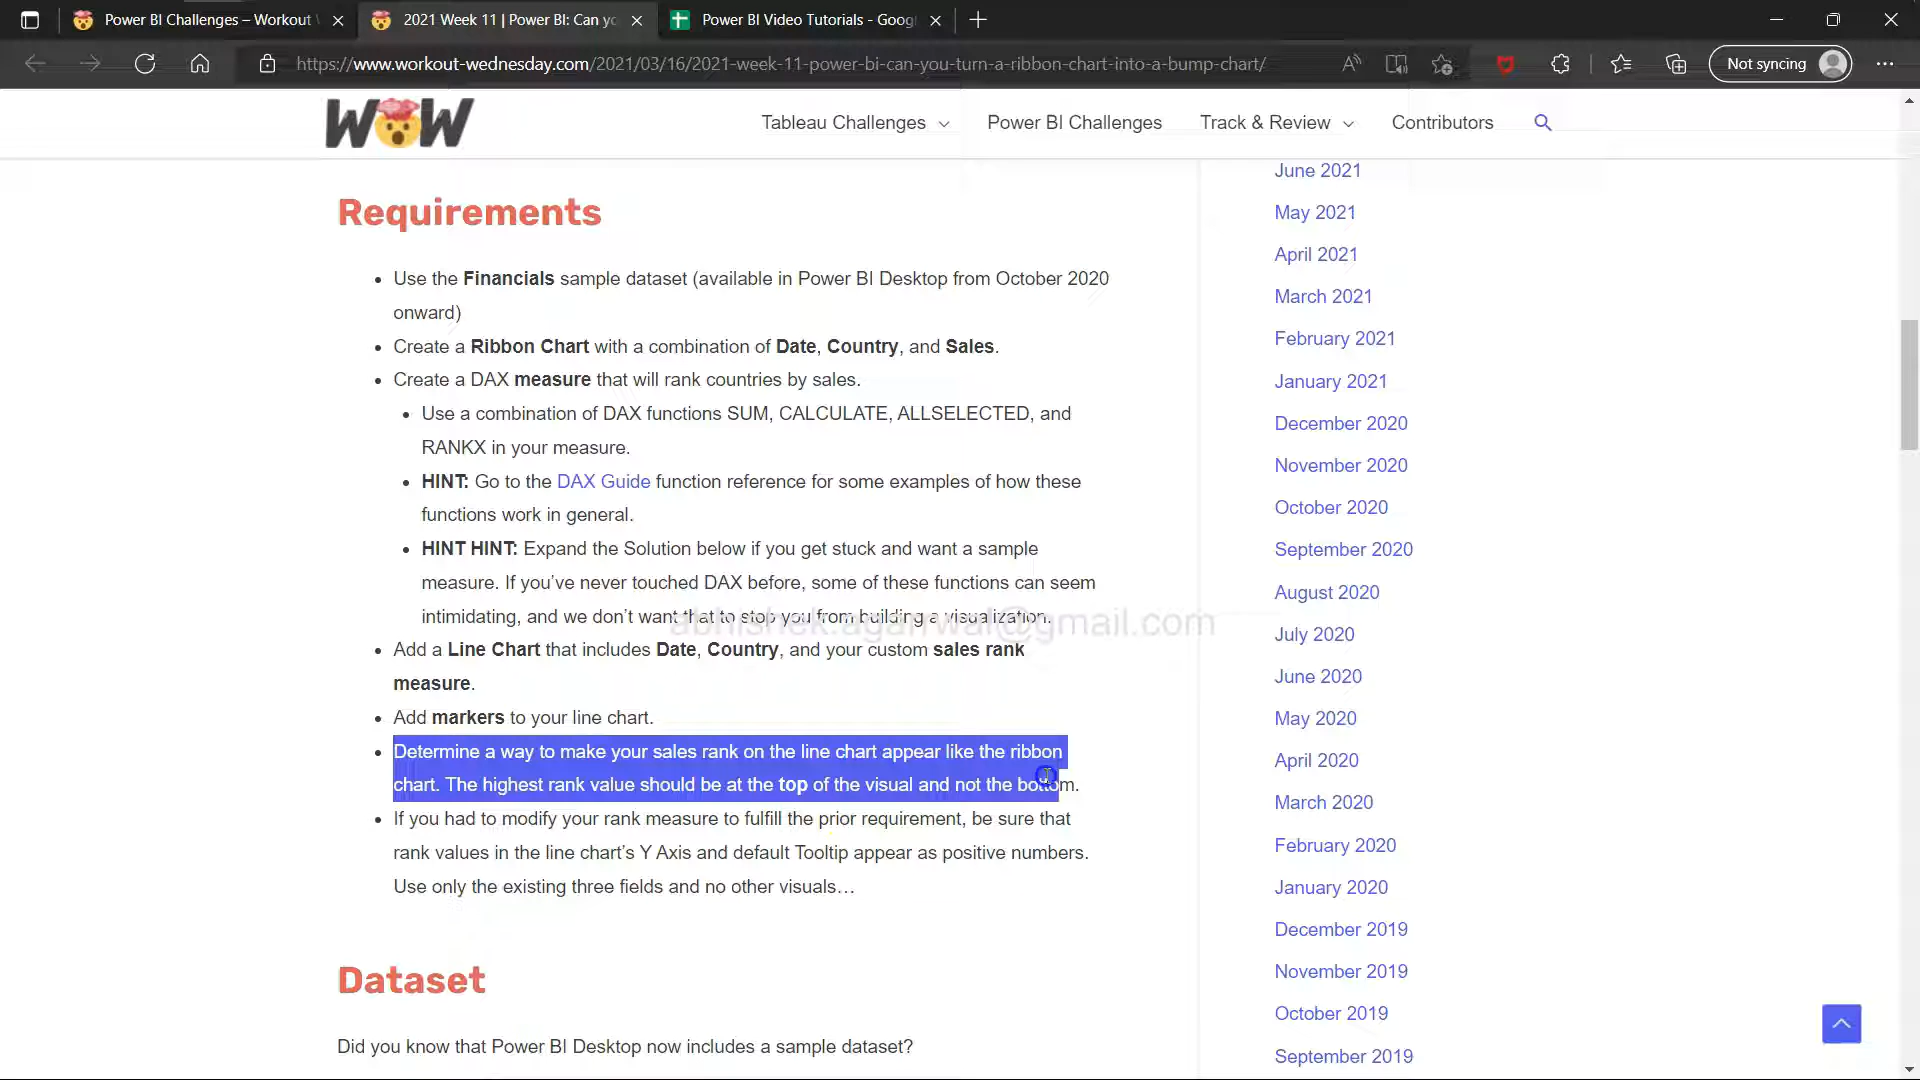 Power BI Challenges – Workout
2021 Week 11 | Power BI: Can yo
Power BI Video Tutorials - Goog
https://www.workout-wednesday.com/2021/03/16/2021-week-11-power-bi-can-you-turn-a-ribbon-chart-into-a-bump-chart/
Not syncing
WOW
Tableau Challenges
Power BI Challenges
Track & Review
Contributors
Requirements
Use the Financials sample dataset (available in Power BI Desktop from October 2020
onward)
Create a Ribbon Chart with a combination of Date, Country, and Sales.
Create a DAX measure that will rank countries by sales.
Use a combination of DAX functions SUM, CALCULATE, ALLSELECTED, and
RANKX in your measure.
HINT: Go to the DAX Guide function reference for some examples of how these
functions work in general.
HINT HINT: Expand the Solution below if you get stuck and want a sample
measure. If you’ve never touched DAX before, some of these functions can seem
intimidating, and we don’t want that to stop you from building a visualization.
abhishek.agarwal@gmail.com
Add a Line Chart that includes Date, Country, and your custom sales rank
measure.
Add markers to your line chart.
Determine a way to make your sales rank on the line chart appear like the ribbon
chart. The highest rank value should be at the top of the visual and not the bottom.
If you had to modify your rank measure to fulfill the prior requirement, be sure that
rank values in the line chart’s Y Axis and default Tooltip appear as positive numbers.
Use only the existing three fields and no other visuals…
Dataset
Did you know that Power BI Desktop now includes a sample dataset?
June 2021
May 2021
April 2021
March 2021
February 2021
January 2021
December 2020
November 2020
October 2020
September 2020
August 2020
July 2020
June 2020
May 2020
April 2020
March 2020
February 2020
January 2020
December 2019
November 2019
October 2019
September 2019